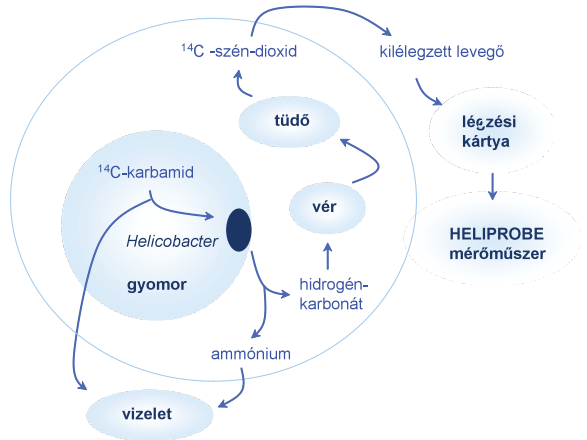 ¹⁴C -szén-dioxid
kilélegzett levegő
tüdő
légzési
kártya
¹⁴C-karbamid
vér
HELIPROBE
mérőműszer
Helicobacter
gyomor
hidrogén-
karbonát
ammónium
vizelet